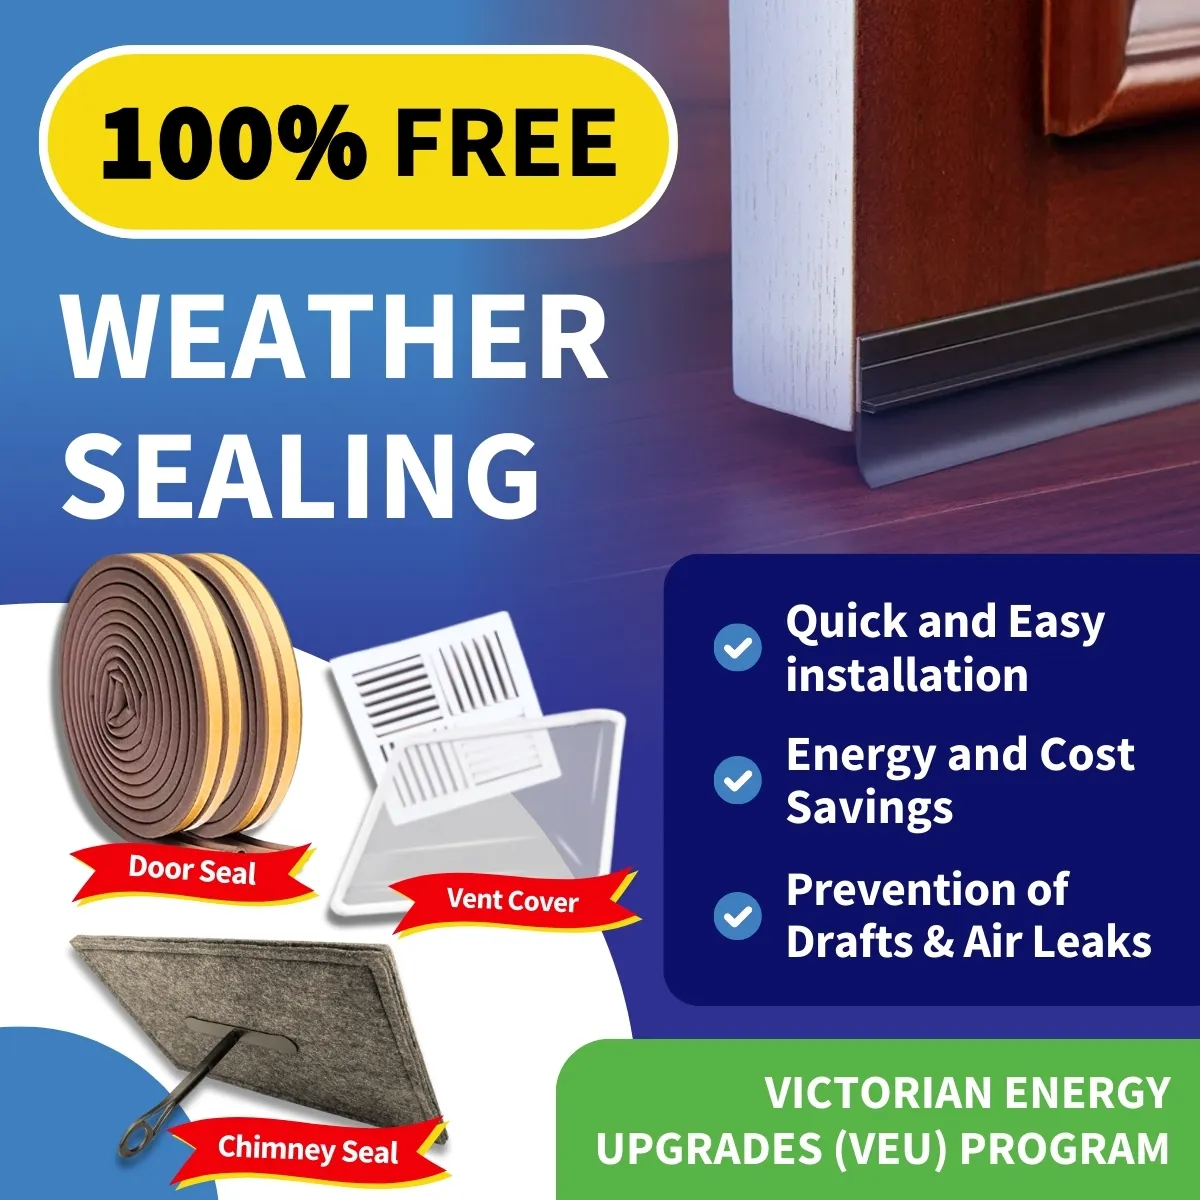 100% FREE
WEATHER
SEALING
Door Seal
Vent Cover
Chimney Seal
Quick and Easy
installation
Energy and Cost
Savings
Prevention of
Drafts & Air Leaks
VICTORIAN ENERGY
UPGRADES (VEU) PROGRAM